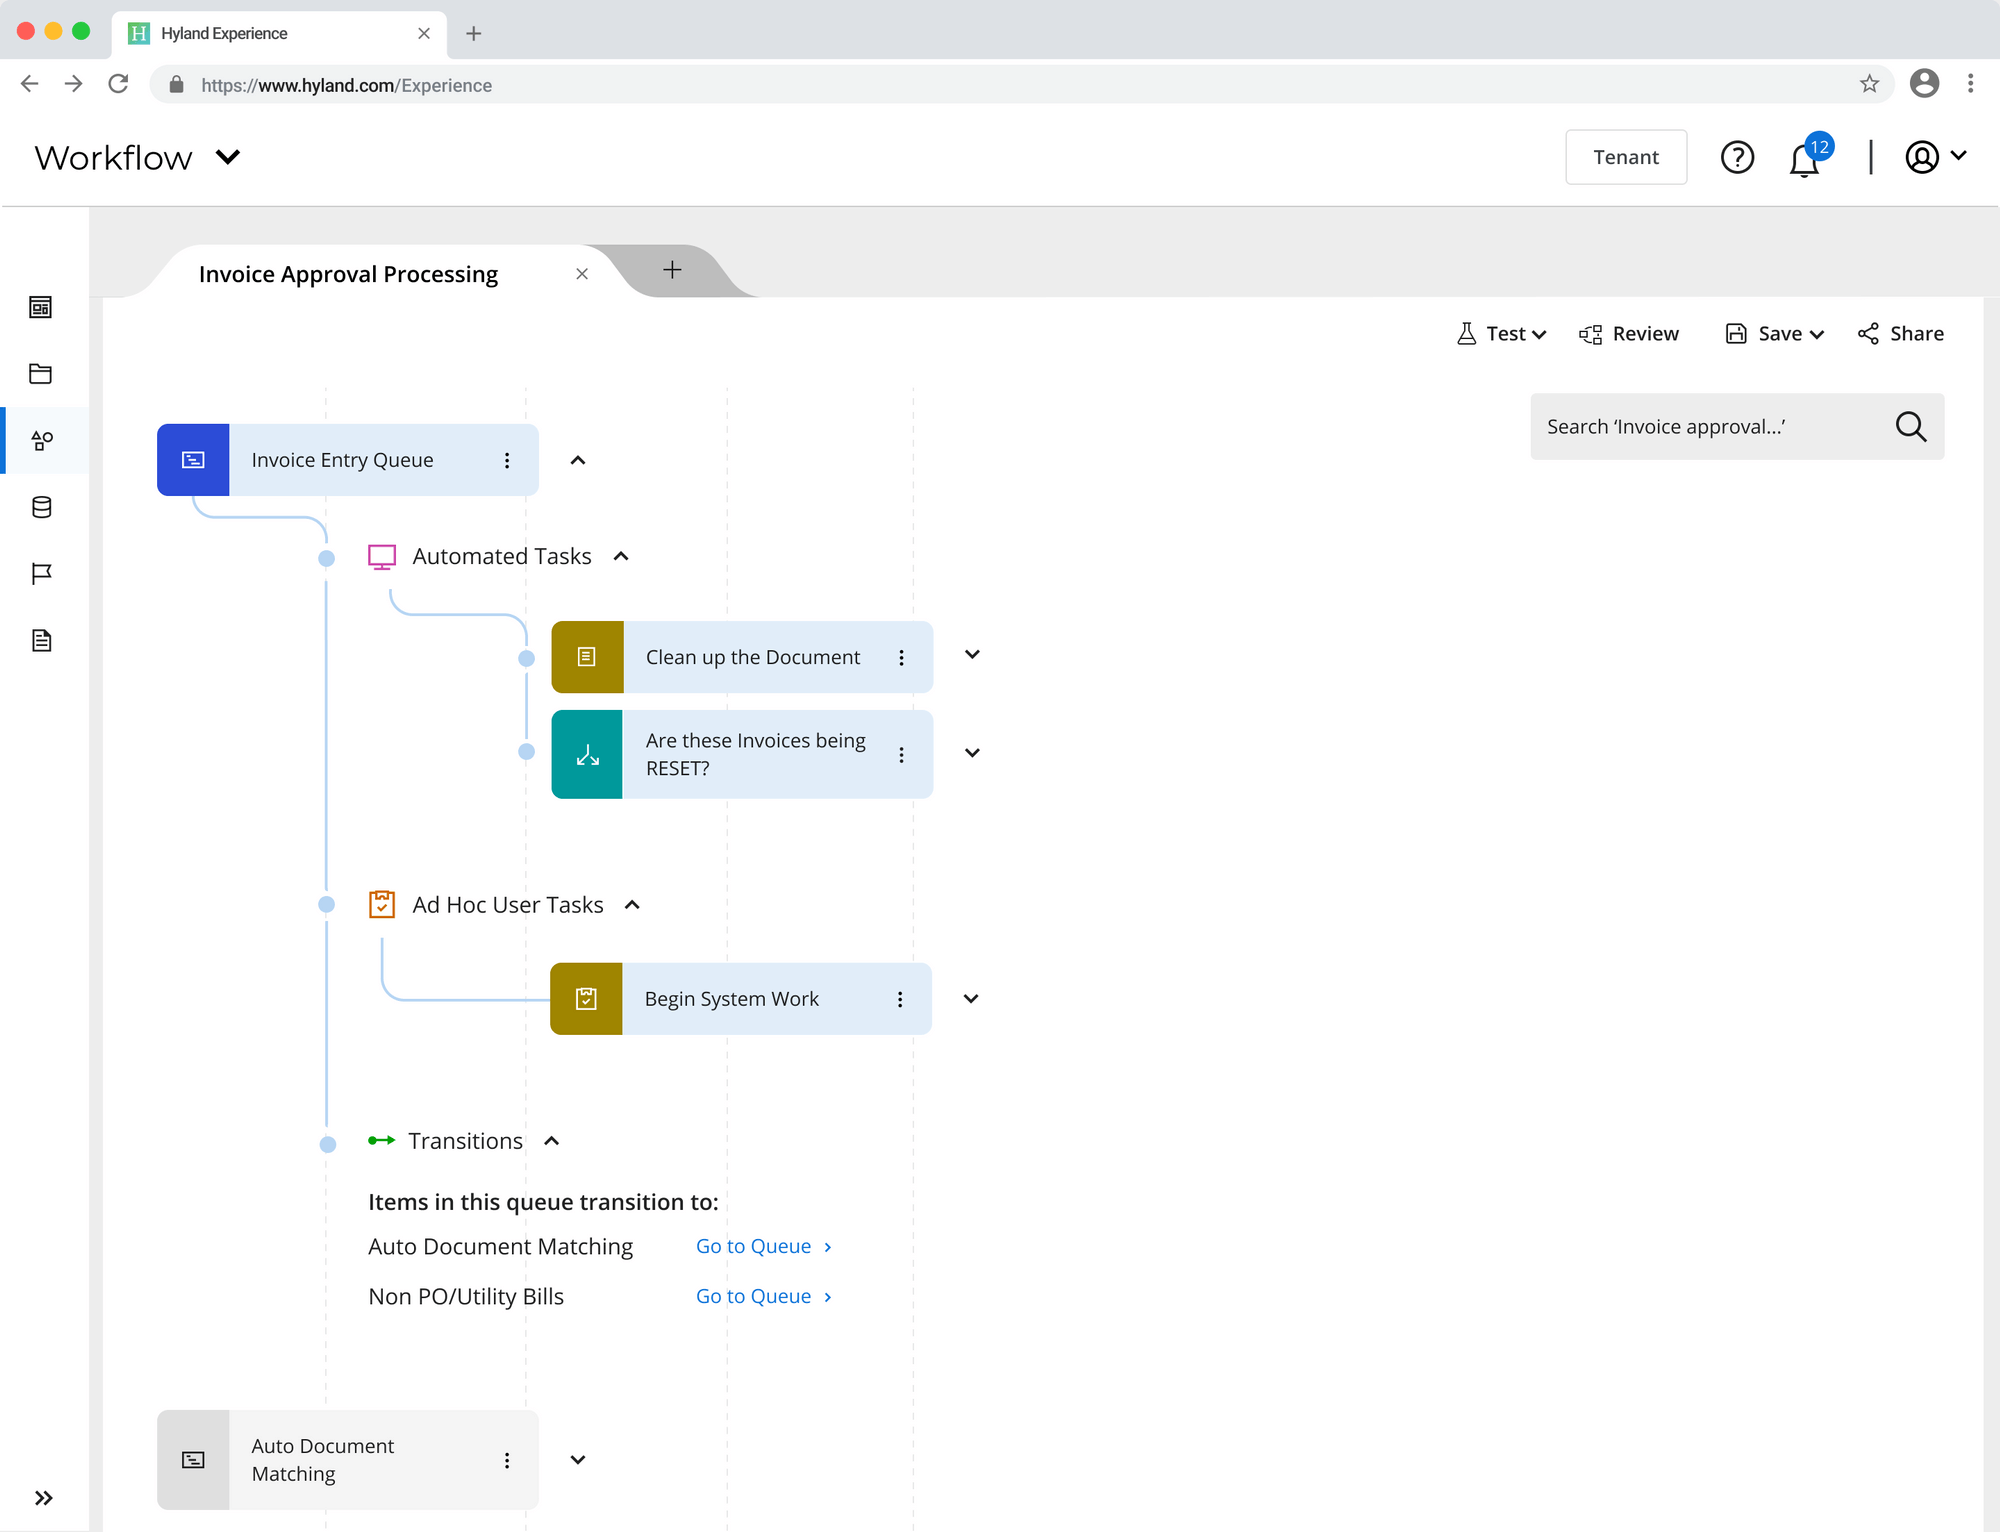 H Hyland Experience
https://www.hyland.com/Experience
Workflow
Tenant
12
Invoice Approval Processing
Test
Review
Save
Share
Search ‘Invoice approval...’
Invoice Entry Queue
Automated Tasks
Clean up the Document
Are these Invoices being
RESET?
Ad Hoc User Tasks
Begin System Work
Transitions
Items in this queue transition to:
Auto Document Matching
Go to Queue
Non PO/Utility Bills
Go to Queue
Auto Document
Matching